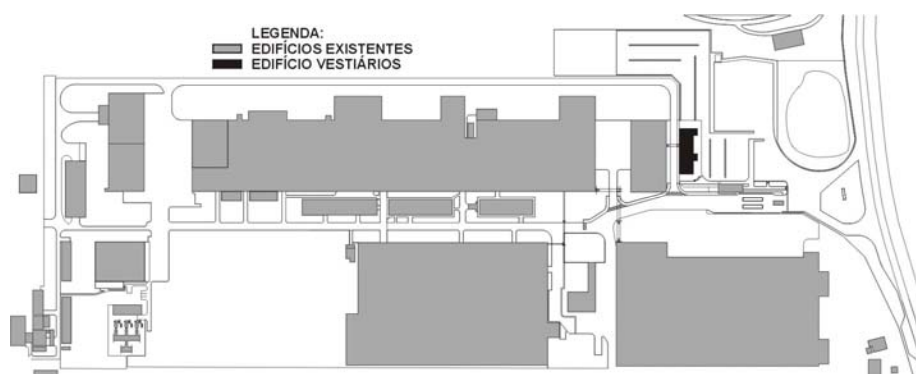 LEGENDA:
EDIFÍCIOS EXISTENTES
EDIFÍCIO VESTIÁRIOS